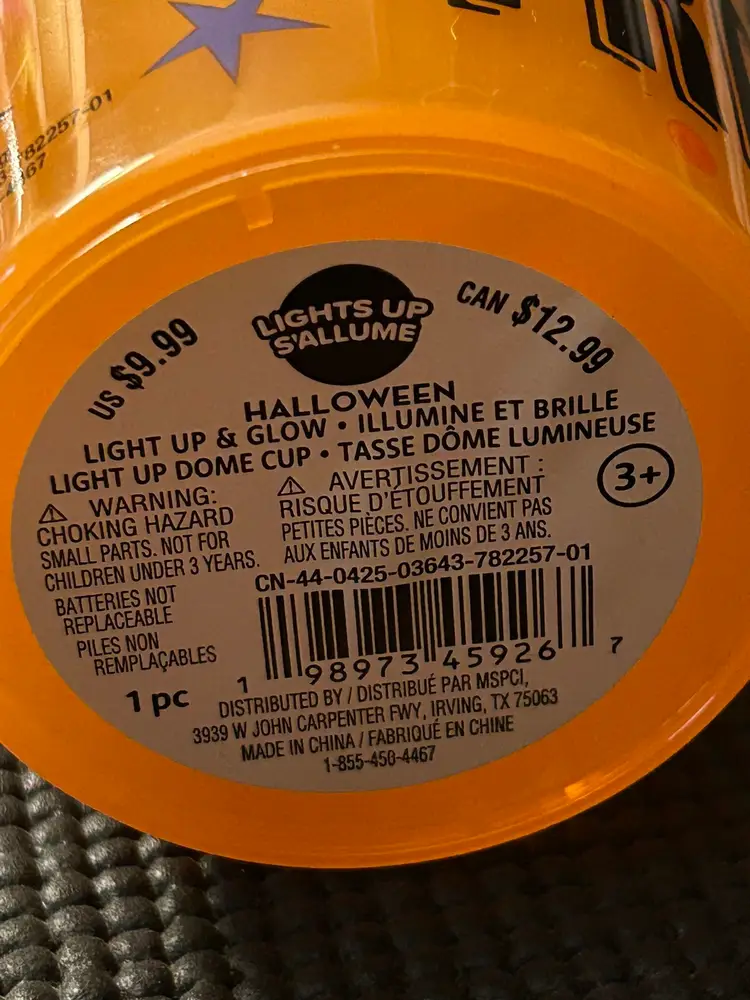 82257-01
US $9.99
LIGHTS UP
S'ALLUME
CAN $12.99
HALLOWEEN
LIGHT UP & GLOW • ILLUMINE ET BRILLE
LIGHT UP DOME CUP • TASSE DÔME LUMINEUSE
3+
⚠ WARNING:
CHOKING HAZARD
SMALL PARTS. NOT FOR
CHILDREN UNDER 3 YEARS.
⚠ AVERTISSEMENT :
RISQUE D'ÉTOUFFEMENT
PETITES PIÈCES. NE CONVIENT PAS
AUX ENFANTS DE MOINS DE 3 ANS.
BATTERIES NOT
REPLACEABLE
PILES NON
REMPLAÇABLES
1 pc
CN-44-0425-03643-782257-01
1 98973 45926 7
DISTRIBUTED BY / DISTRIBUÉ PAR MSPCI,
3939 W JOHN CARPENTER FWY, IRVING, TX 75063
MADE IN CHINA / FABRIQUÉ EN CHINE
1-855-450-4467